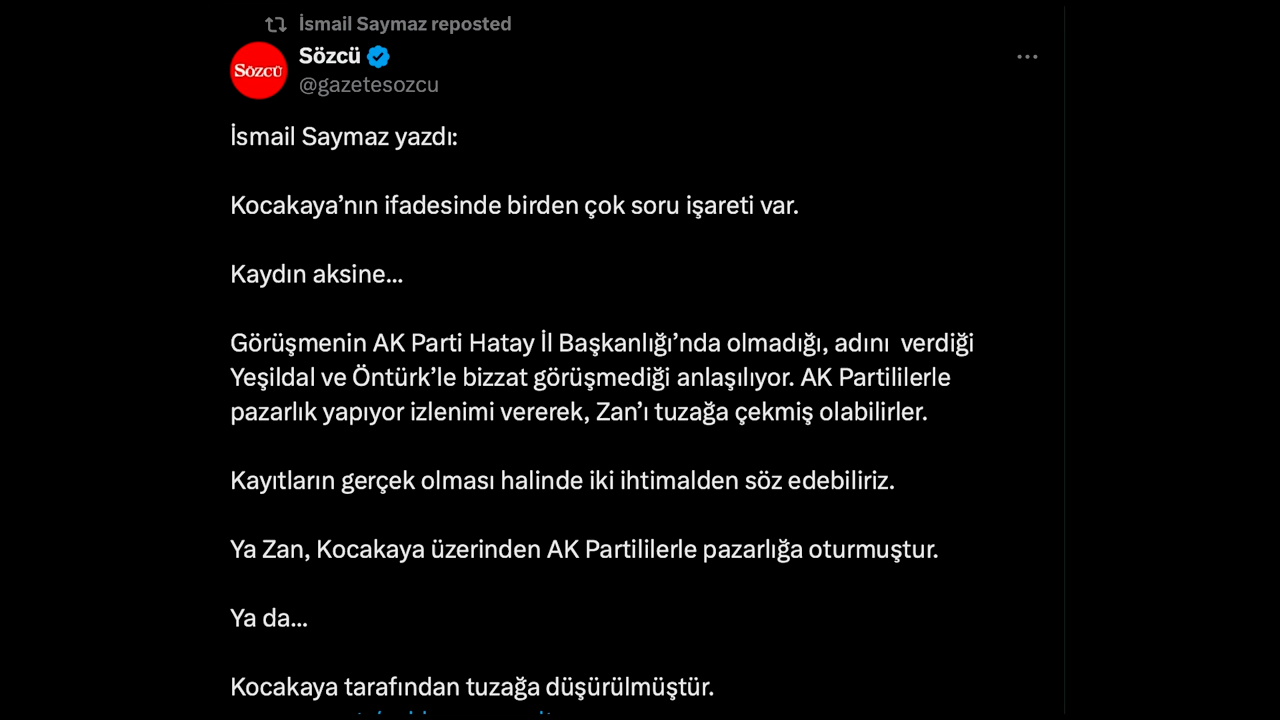 İsmail Saymaz reposted
Sözcü
SÖZCÜ
@gazetesozcu
İsmail Saymaz yazdı:
Kocakaya’nın ifadesinde birden çok soru işareti var.
Kaydın aksine...
Görüşmenin AK Parti Hatay İl Başkanlığı’nda olmadığı, adını  verdiği
Yeşildal ve Öntürk’le bizzat görüşmediği anlaşılıyor. AK Partililerle
pazarlık yapıyor izlenimi vererek, Zan’ı tuzağa çekmiş olabilirler.
Kayıtların gerçek olması halinde iki ihtimalden söz edebiliriz.
Ya Zan, Kocakaya üzerinden AK Partililerle pazarlığa oturmuştur.
Ya da...
Kocakaya tarafından tuzağa düşürülmüştür.